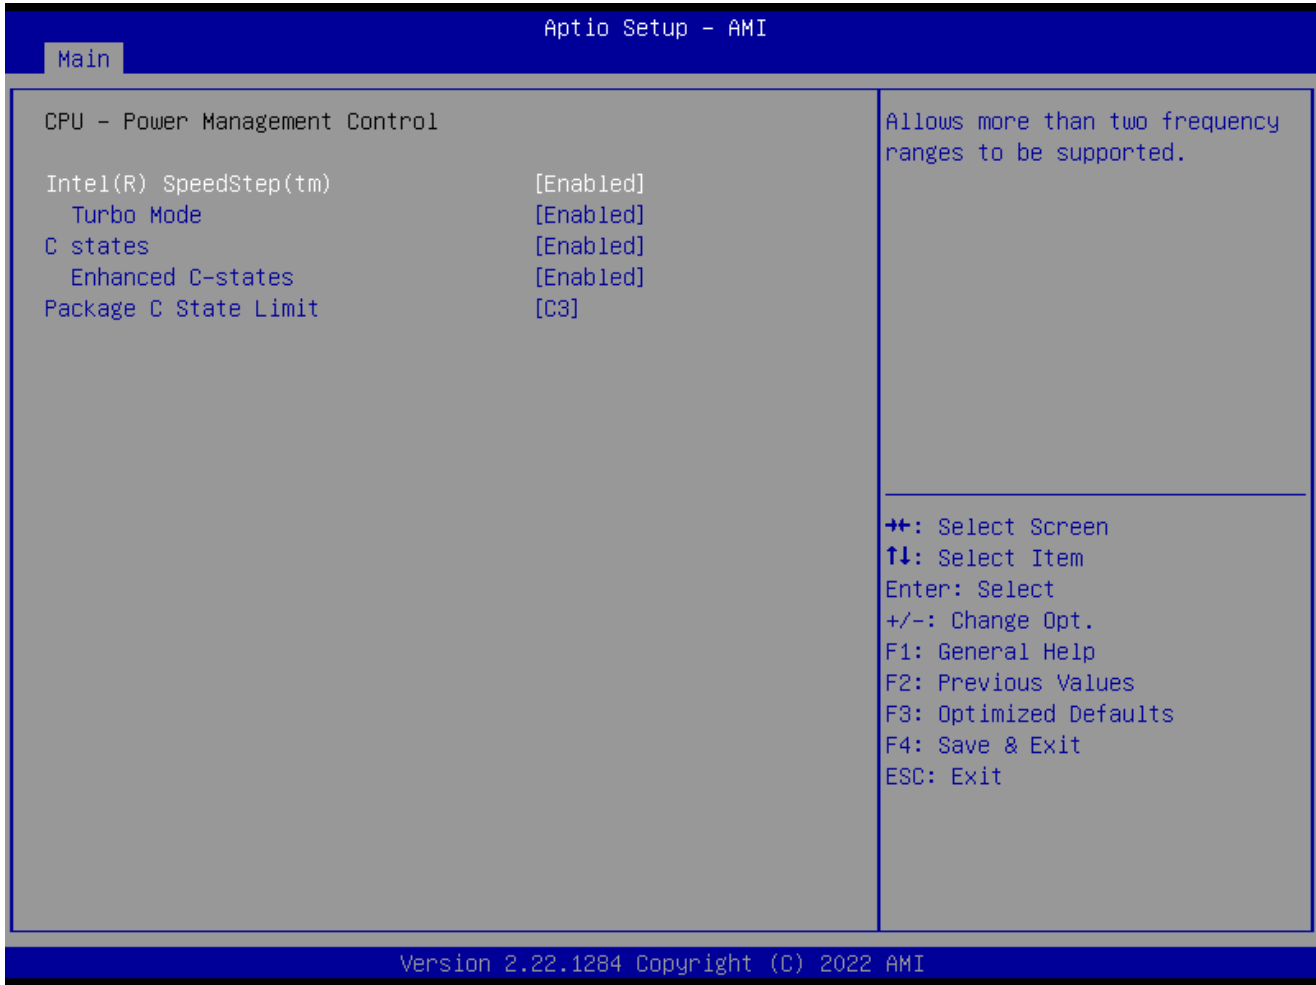 Aptio Setup – AMI
Main
CPU – Power Management Control
Intel(R) SpeedStep(tm) [Enabled]
Turbo Mode [Enabled]
C states [Enabled]
Enhanced C-states [Enabled]
Package C State Limit [C3]
Allows more than two frequency
ranges to be supported.
→←: Select Screen
↑↓: Select Item
Enter: Select
+/-: Change Opt.
F1: General Help
F2: Previous Values
F3: Optimized Defaults
F4: Save & Exit
ESC: Exit
Version 2.22.1284 Copyright (C) 2022 AMI